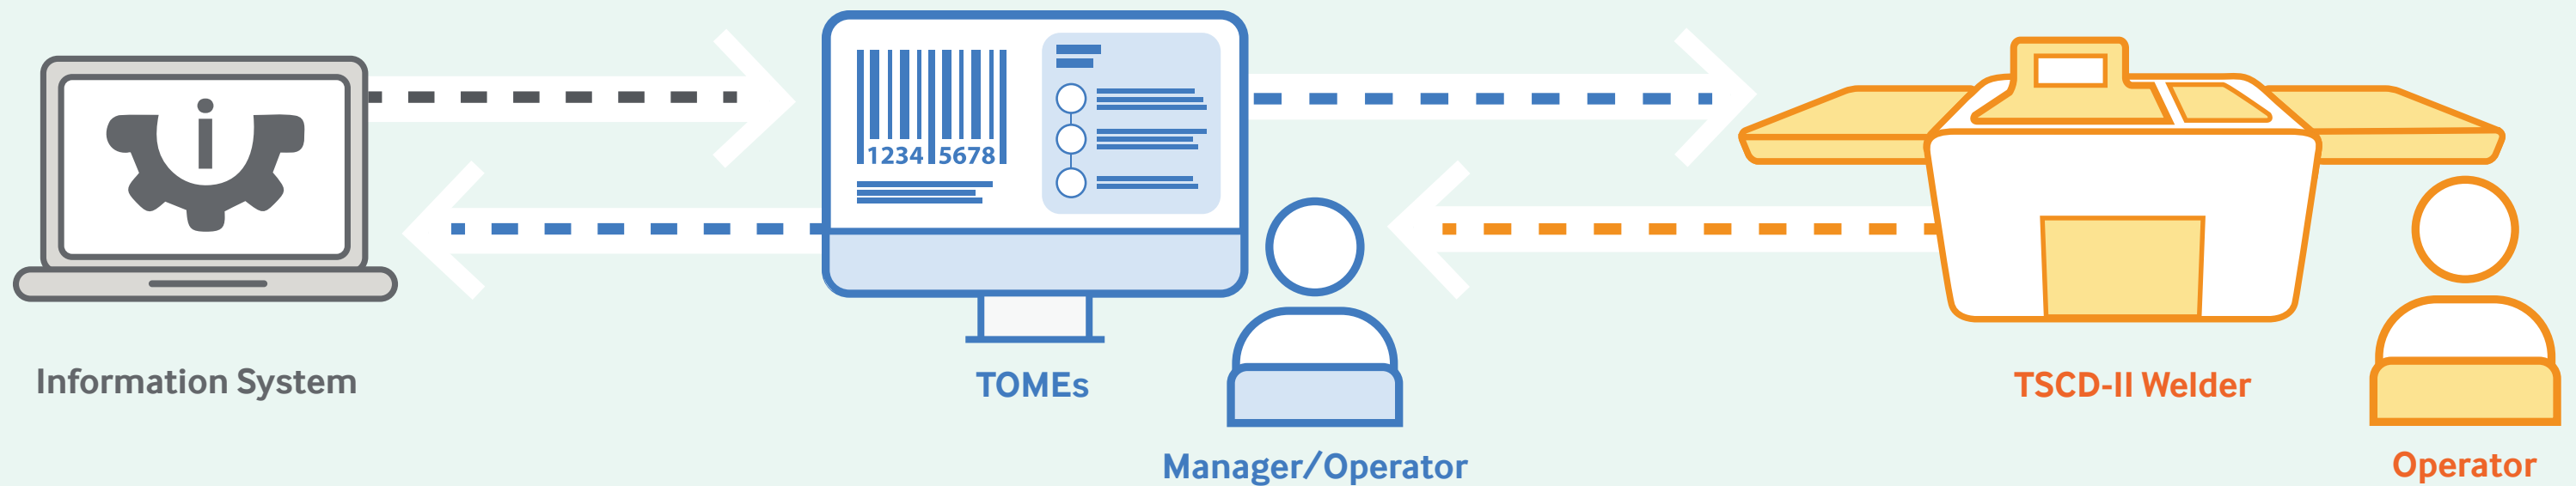 i
1234 5678
Information System
TOMEs
TSCD-II Welder
Manager/Operator
Operator